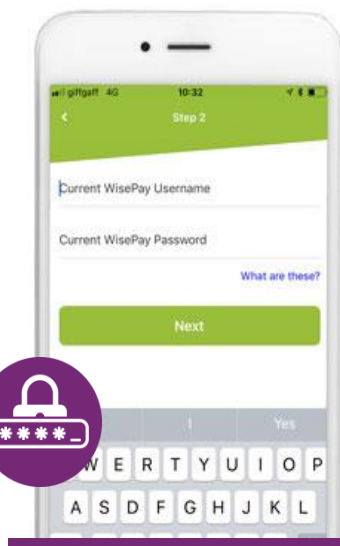 giffgaff 4G 10:32
Step 2
Current WisePay Username
Current WisePay Password
What are these?
Next
I Yes
****_
W E R T Y U I O P
A S D F G H J K L